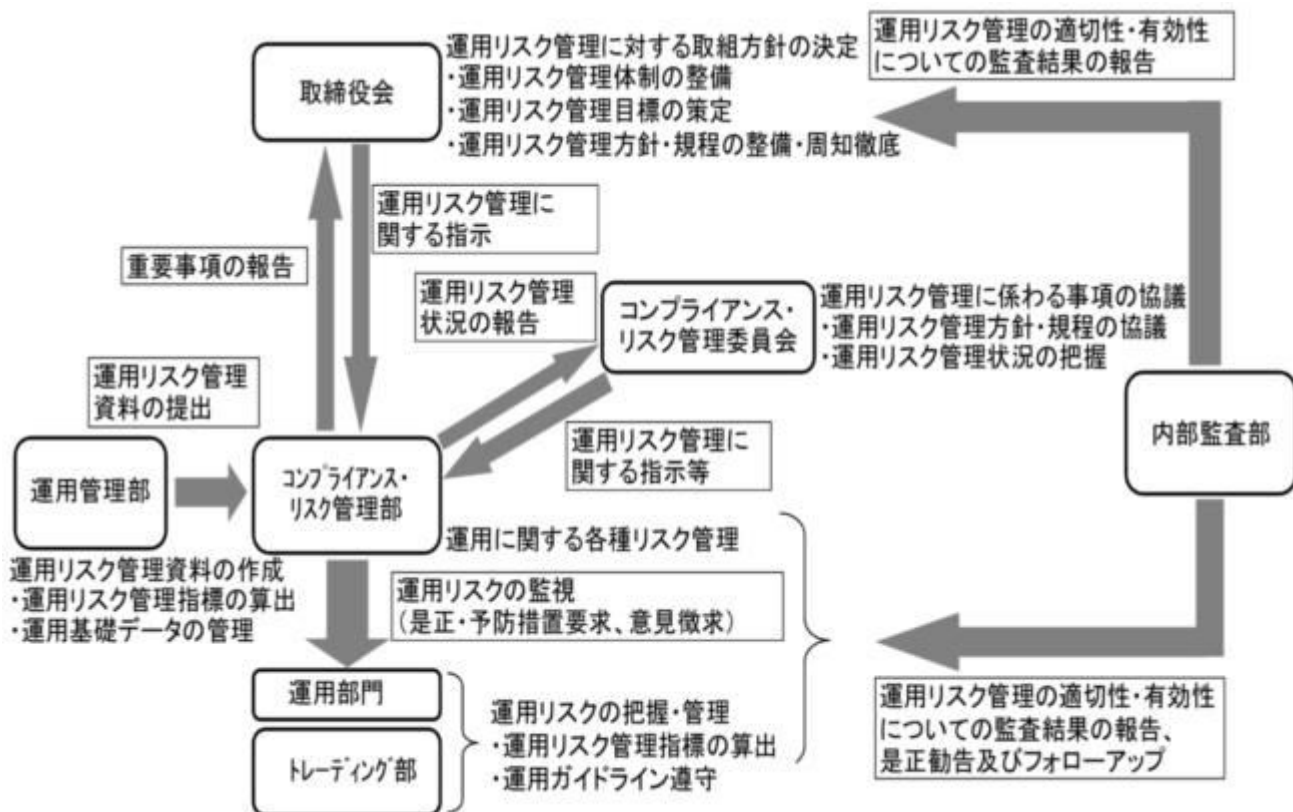 取締役会
運用リスク管理に対する取組方針の決定
・運用リスク管理体制の整備
・運用リスク管理目標の策定
・運用リスク管理方針・規程の整備・周知徹底
運用リスク管理の適切性・有効性
についての監査結果の報告
運用リスク管理に
関する指示
重要事項の報告
運用リスク管理
状況の報告
コンプライアンス・
リスク管理委員会
運用リスク管理に係わる事項の協議
・運用リスク管理方針・規程の協議
・運用リスク管理状況の把握
運用リスク管理
資料の提出
運用リスク管理に
関する指示等
内部監査部
運用管理部
コンプライアンス・
リスク管理部
運用に関する各種リスク管理
運用リスク管理資料の作成
・運用リスク管理指標の算出
・運用基礎データの管理
運用リスクの監視
(是正・予防措置要求、意見徴求)
運用部門
トレーディング部
運用リスクの把握・管理
・運用リスク管理指標の算出
・運用ガイドライン遵守
運用リスク管理の適切性・有効性
についての監査結果の報告、
是正勧告及びフォローアップ